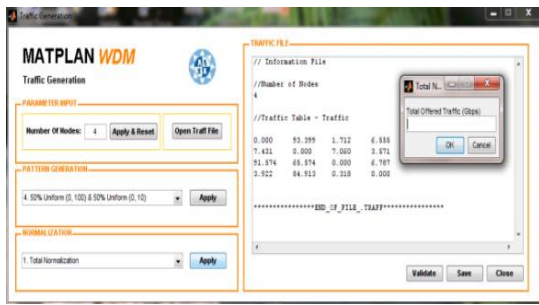 Traffic Generation
MATPLAN WDM
Traffic Generation
PARAMETER INPUT
Number Of Nodes: 4 Apply & Reset Open Traff File
PATTERN GENERATION
4. 50% Uniform (0, 100) & 50% Uniform (0, 10) Apply
NORMALIZATION
1. Total Normalization Apply
TRAFFIC FILE
// Information File
//Number of Nodes
4
//Traffic Table - Traffic
0.000 93.399 1.712 6.555
7.431 0.000 7.060 3.571
91.574 65.574 0.000 6.787
3.922 84.913 0.318 0.000
****************END_OF_FILE_.TRAFF****************
Total N..
Total Offered Traffic (Gbps)
OK Cancel
Validate Save Close